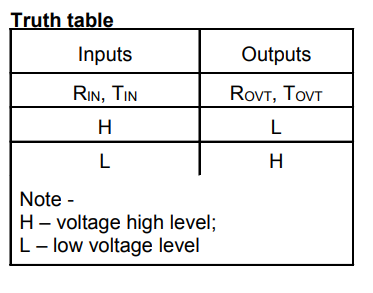 Truth table
Inputs Outputs
RIN, TIN ROVT, TOVT
H L
L H
Note -
H – voltage high level;
L – low voltage level